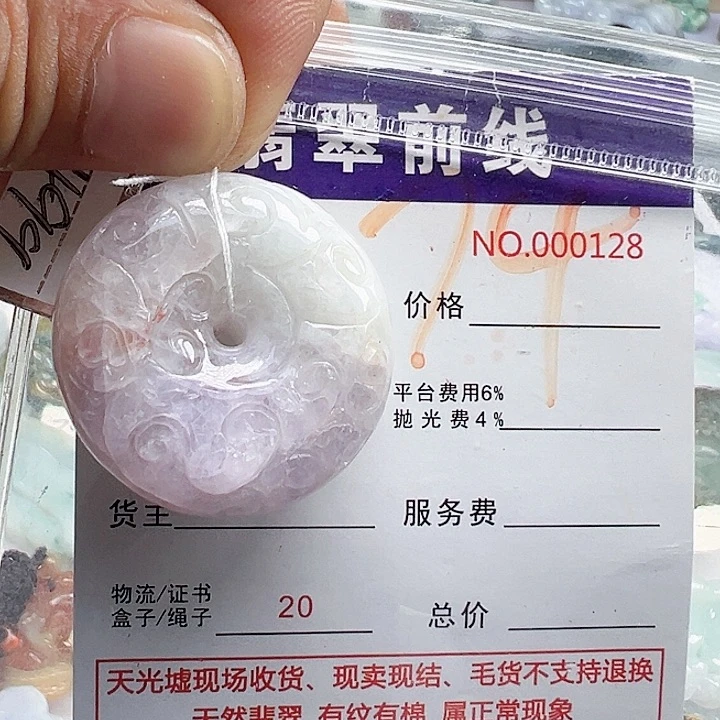 翡翠前线
NO.000128
价格
平台费用6%
抛光费4%
货主
服务费
物流/证书
盒子/绳子
20
总价
天光墟现场收货、现卖现结、毛货不支持退换
天然翡翠 有纹有棉 属正常现象